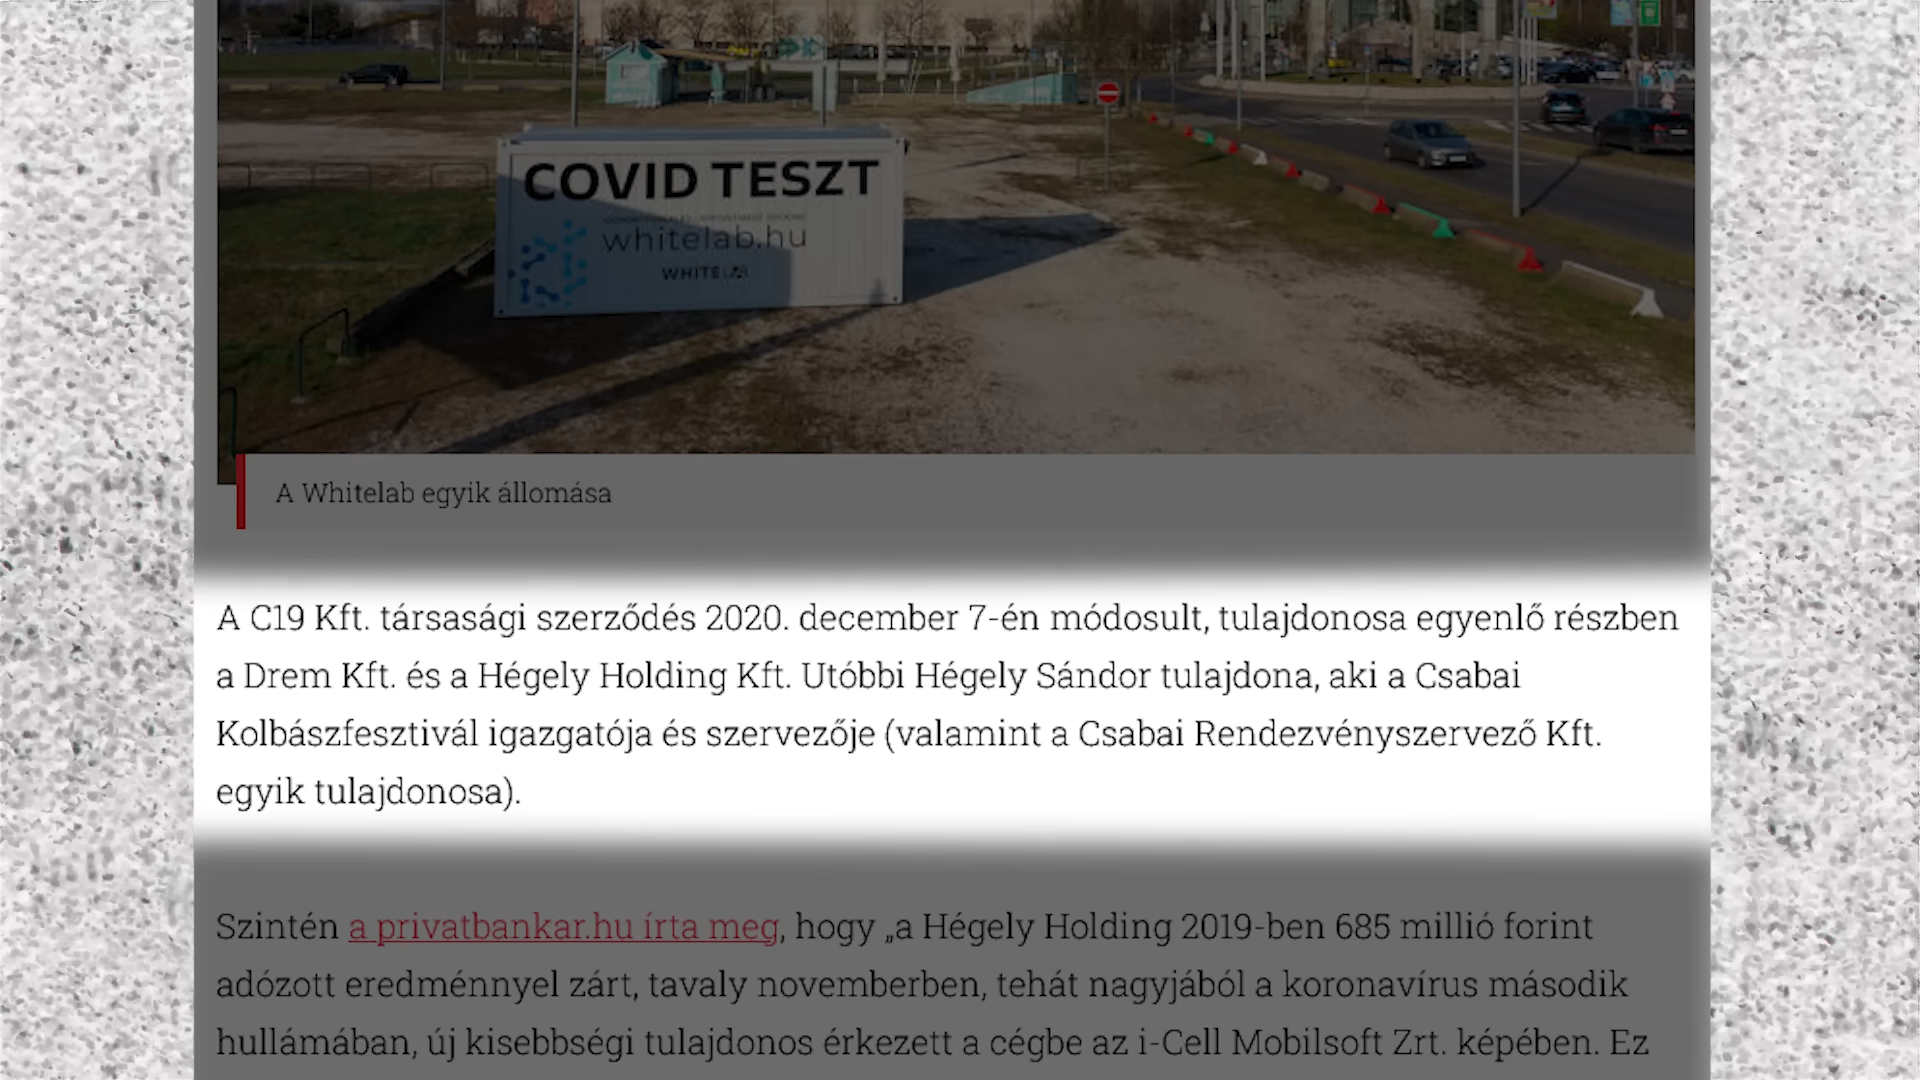 COVID TESZT
whitelab.hu
WHITELAB
A Whitelab egyik állomása
A C19 Kft. társasági szerződés 2020. december 7-én módosult, tulajdonosa egyenlő részben
a Drem Kft. és a Hégely Holding Kft. Utóbbi Hégely Sándor tulajdona, aki a Csabai
Kolbászfesztivál igazgatója és szervezője (valamint a Csabai Rendezvényszervező Kft.
egyik tulajdonosa).
Szintén a privatbankar.hu írta meg, hogy „a Hégely Holding 2019-ben 685 millió forint
adózott eredménnyel zárt, tavaly novemberben, tehát nagyjából a koronavírus második
hullámában, új kisebbségi tulajdonos érkezett a cégbe az i-Cell Mobilsoft Zrt. képében. Ez